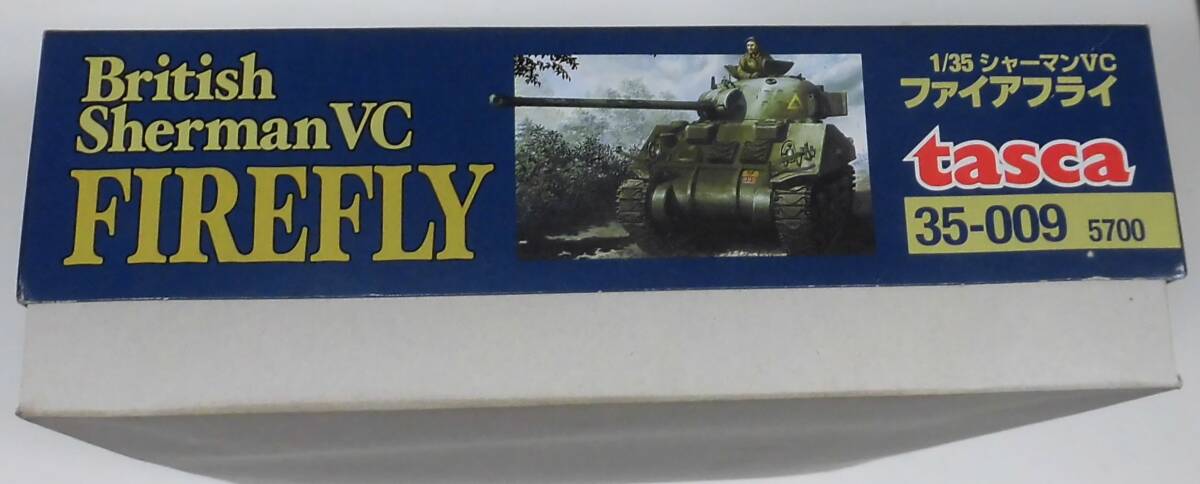 British
Sherman VC
FIREFLY
1/35 シャーマンVC
ファイアフライ
tasca
35-009 5700